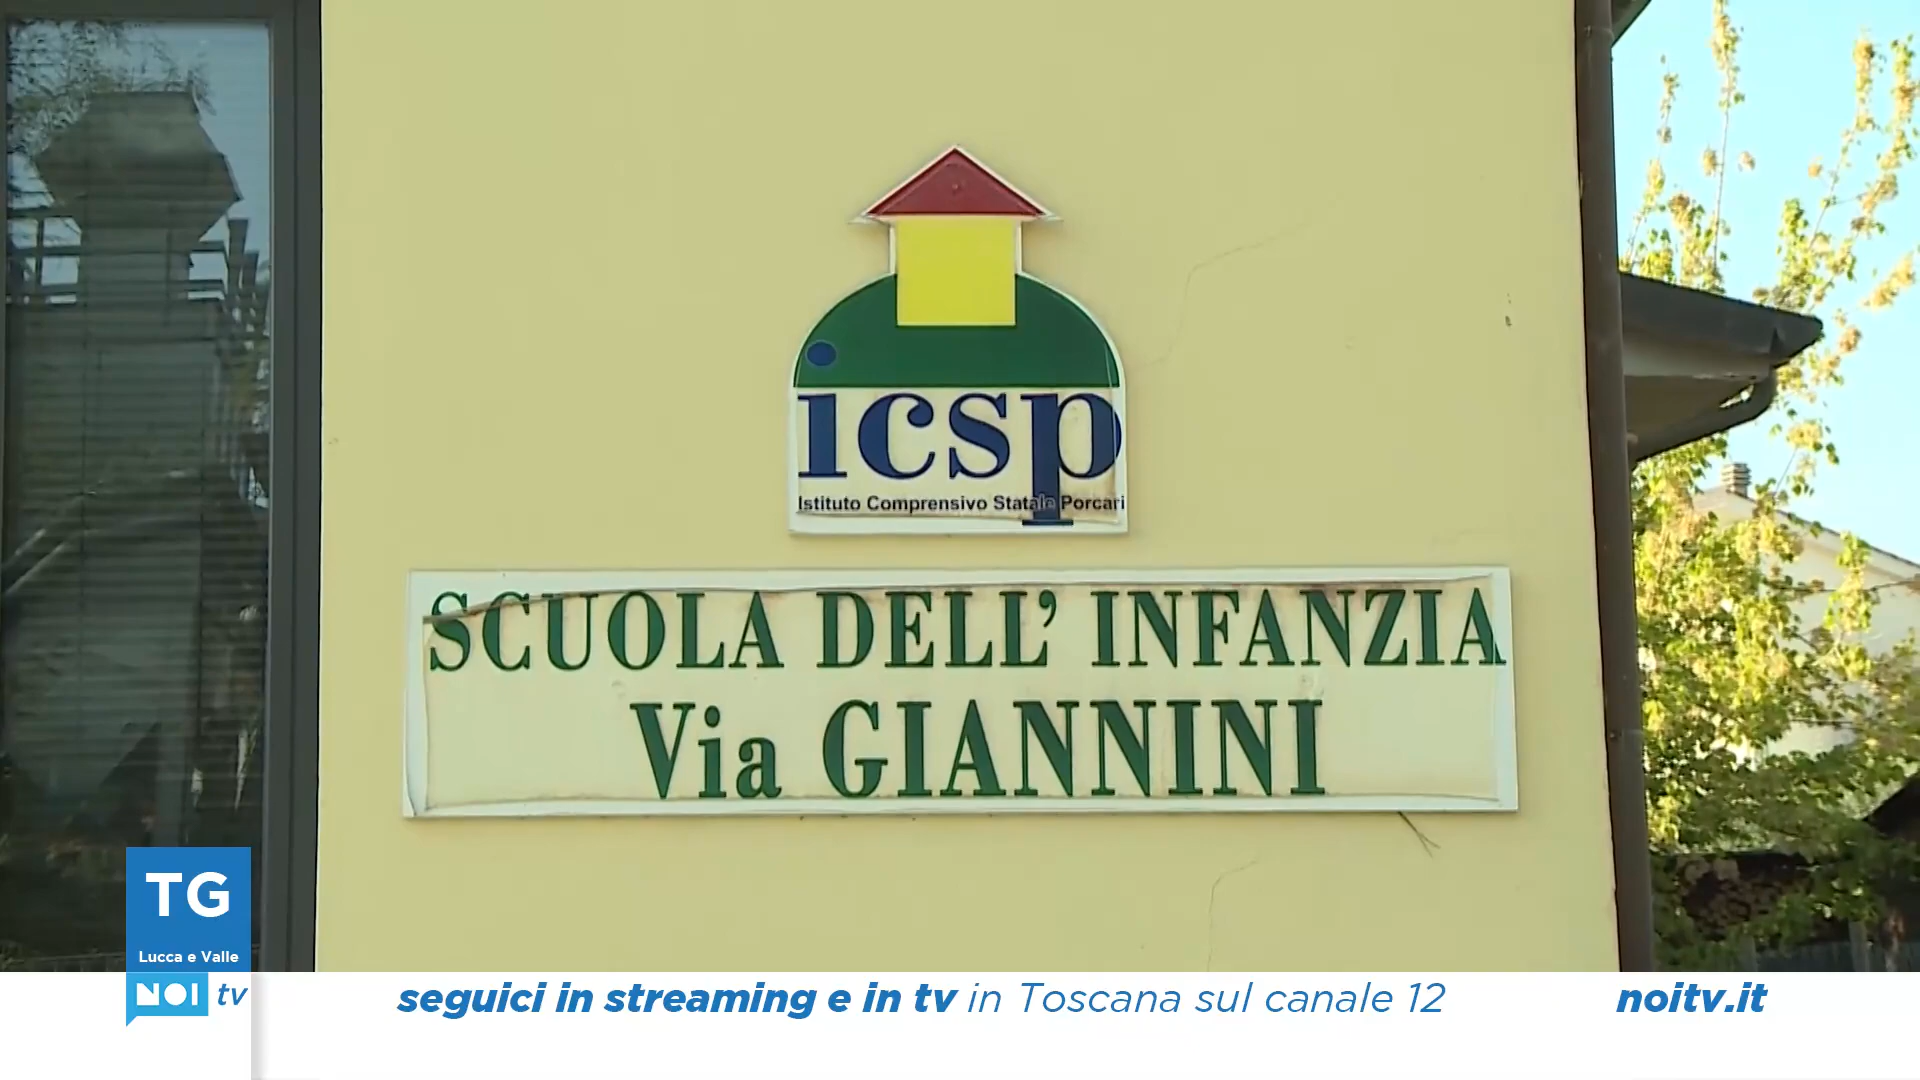 icsp
Istituto Comprensivo Statale Porcari
SCUOLA DELL' INFANZIA
Via GIANNINI
TG
Lucca e Valle
NOI tv
seguici in streaming e in tv in Toscana sul canale 12
noitv.it